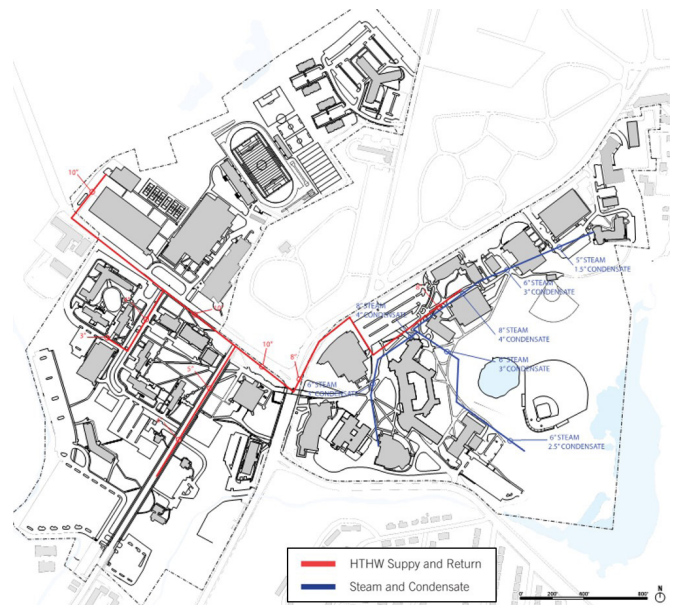 10"
5" STEAM
1.5" CONDENSATE
6" STEAM
3" CONDENSATE
8" STEAM
4" CONDENSATE
8" STEAM
4" CONDENSATE
3"
10"
8"
6" STEAM
3" CONDENSATE
6" STEAM
CONDENSATE
5"
6" STEAM
2.5" CONDENSATE
HTHW Suppy and Return
Steam and Condensate
N
0' 200' 400' 800'